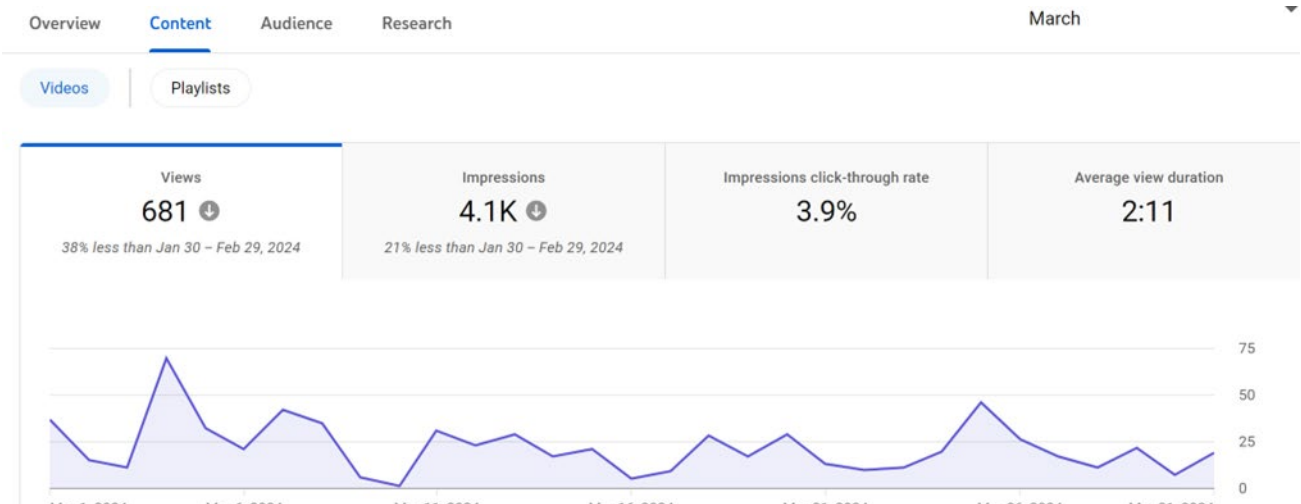 Overview Content Audience Research March
Videos Playlists
Views Impressions Impressions click-through rate Average view duration
681 4.1K 3.9% 2:11
38% less than Jan 30 – Feb 29, 2024 21% less than Jan 30 – Feb 29, 2024
75
50
25
0